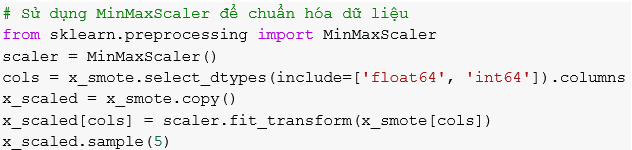 # Sử dụng MinMaxScaler để chuẩn hóa dữ liệu
from sklearn.preprocessing import MinMaxScaler
scaler = MinMaxScaler()
cols = x_smote.select_dtypes(include=['float64', 'int64']).columns
x_scaled = x_smote.copy()
x_scaled[cols] = scaler.fit_transform(x_smote[cols])
x_scaled.sample(5)